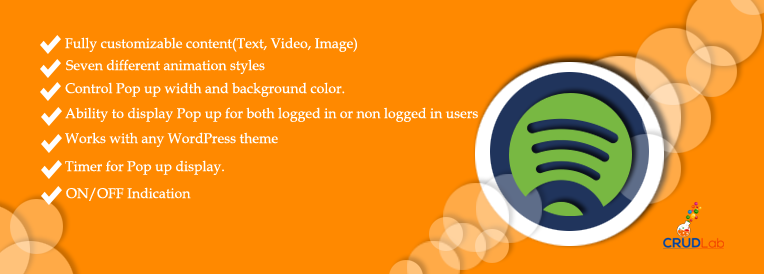 Fully customizable content(Text, Video, Image)
Seven different animation styles
Control Pop up width and background color.
Ability to display Pop up for both logged in or non logged in users
Works with any WordPress theme
Timer for Pop up display.
ON/OFF Indication
CRUDLab